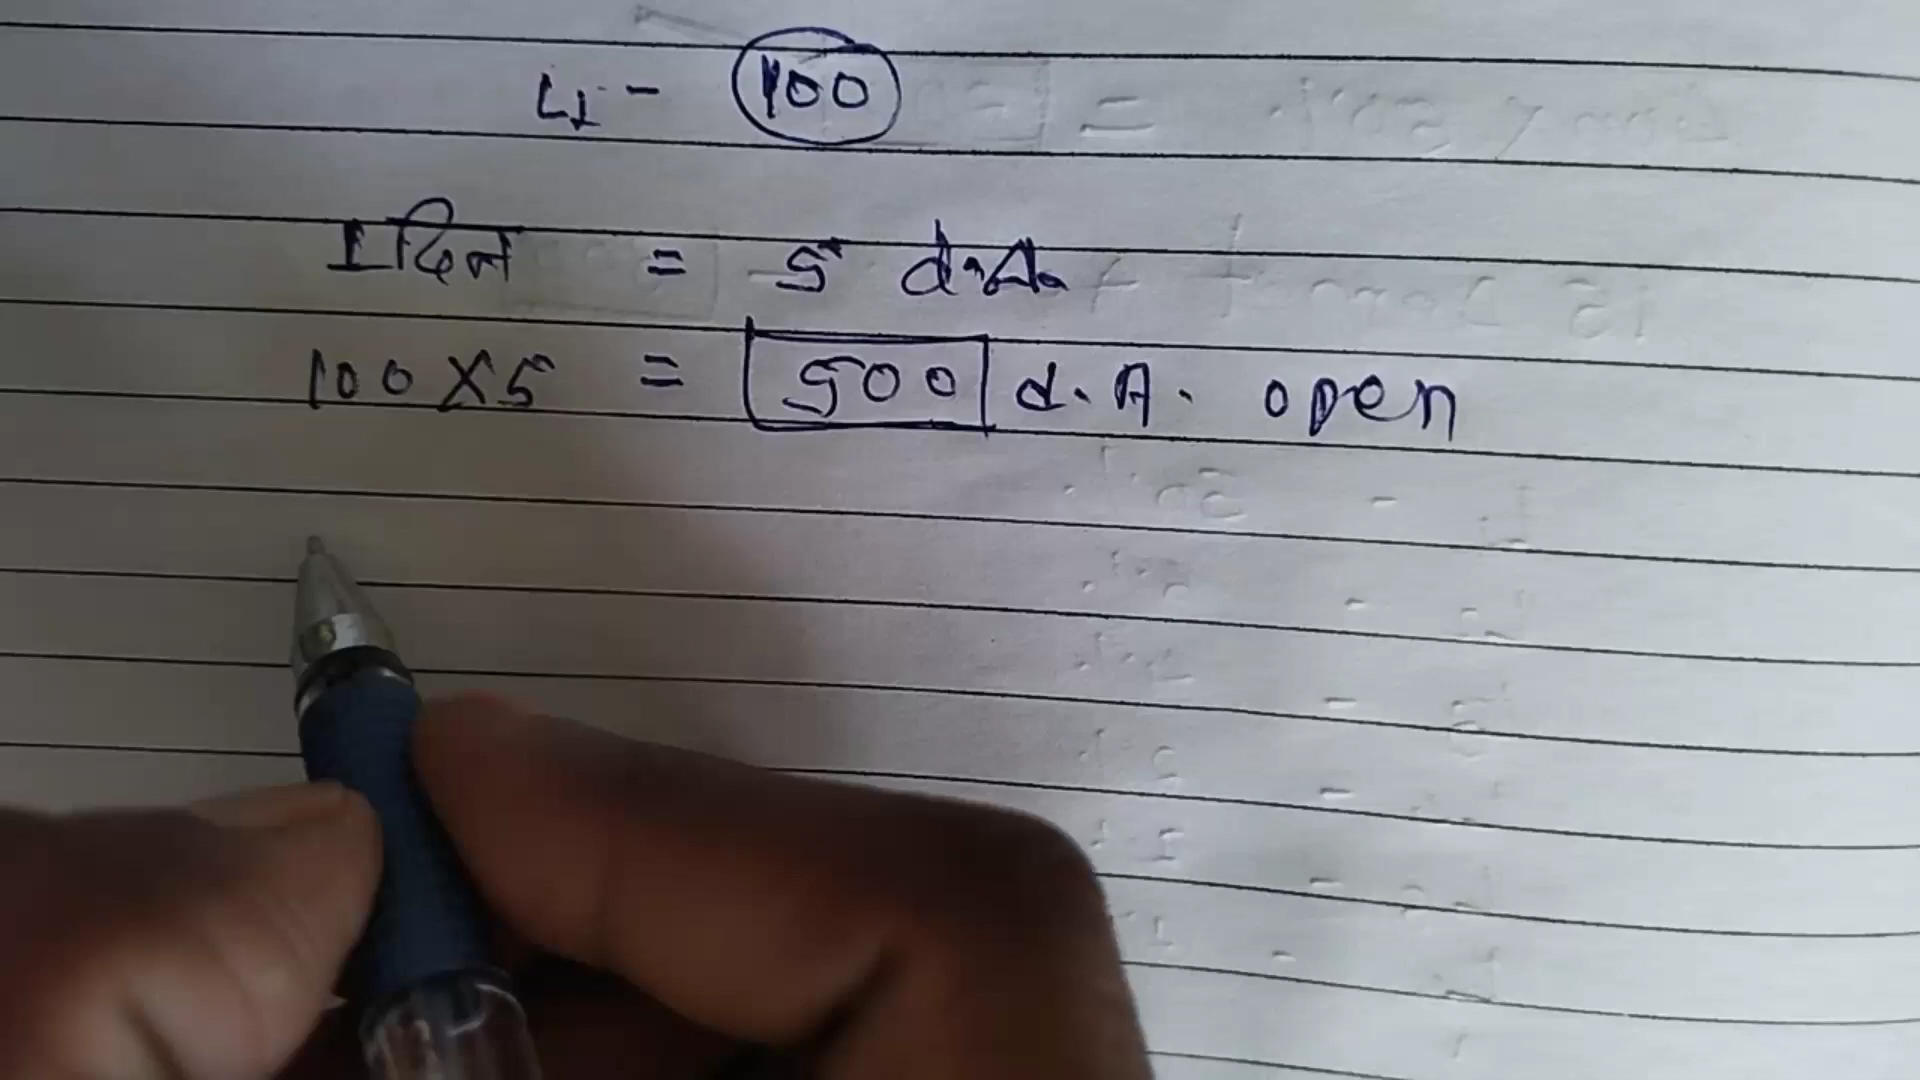 L1 - 100
1 दिन = 5 d.A.
100 X 5 = 500 d.A. open